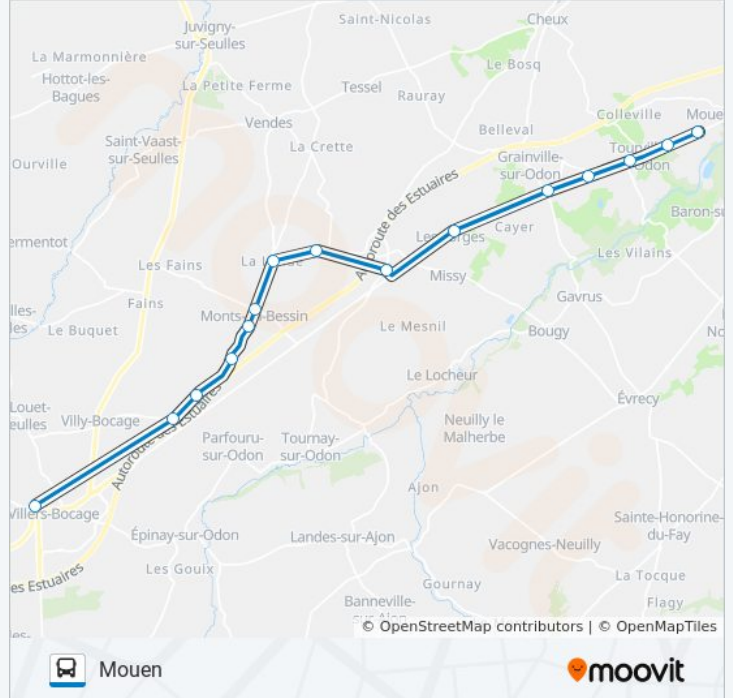 Saint-Nicolas
Cheux
Juvigny-
sur-Seulles
La Marmonnière
Le Bosq
Hottot-les-
Bagues
La Petite Ferme
Tessel
Rauray
Colleville
Vendes
Belleval
Saint-Vaast-
sur-Seulles
La Crette
Grainville-
sur-Odon
Ourville
Autoroute des Estuaires
Cayer
Les Vilains
Les Fains
Missy
Fains
Gavrus
Monts-en-Bessin
Le Buquet
Le Mesnil
Bougy
Le Locheur
Évrecy
Villy-Bocage
Neuilly le
Malherbe
Parfouru-
sur-Odon
Tournay-
sur-Odon
Autoroute des Estuaires
Ajon
Villers-Bocage
Sainte-Honorine-
du-Fay
Épinay-sur-Odon
Landes-sur-Ajon
Vacognes-Neuilly
Les Gouix
La Tocque
es Estuaires
Gournay
Flagy
Banneville-
© OpenStreetMap contributors | © OpenMapTiles
Mouen
moovit